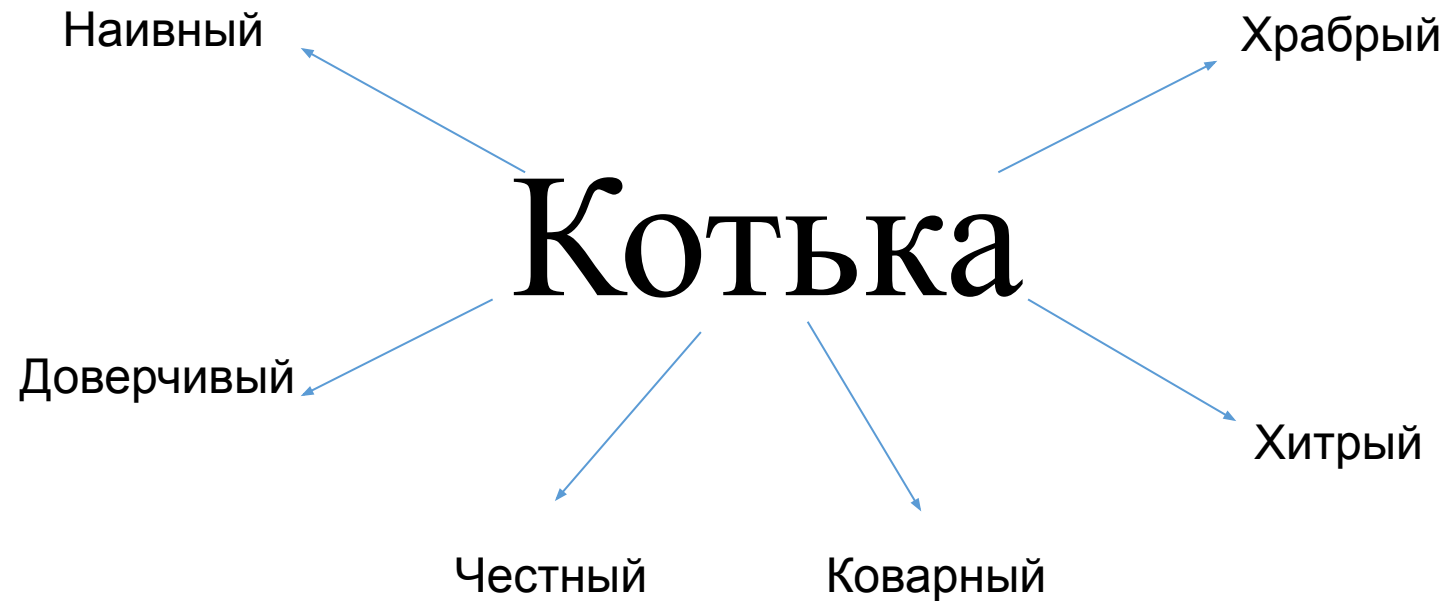 Наивный
Храбрый
Котька
Доверчивый
Хитрый
Честный
Коварный